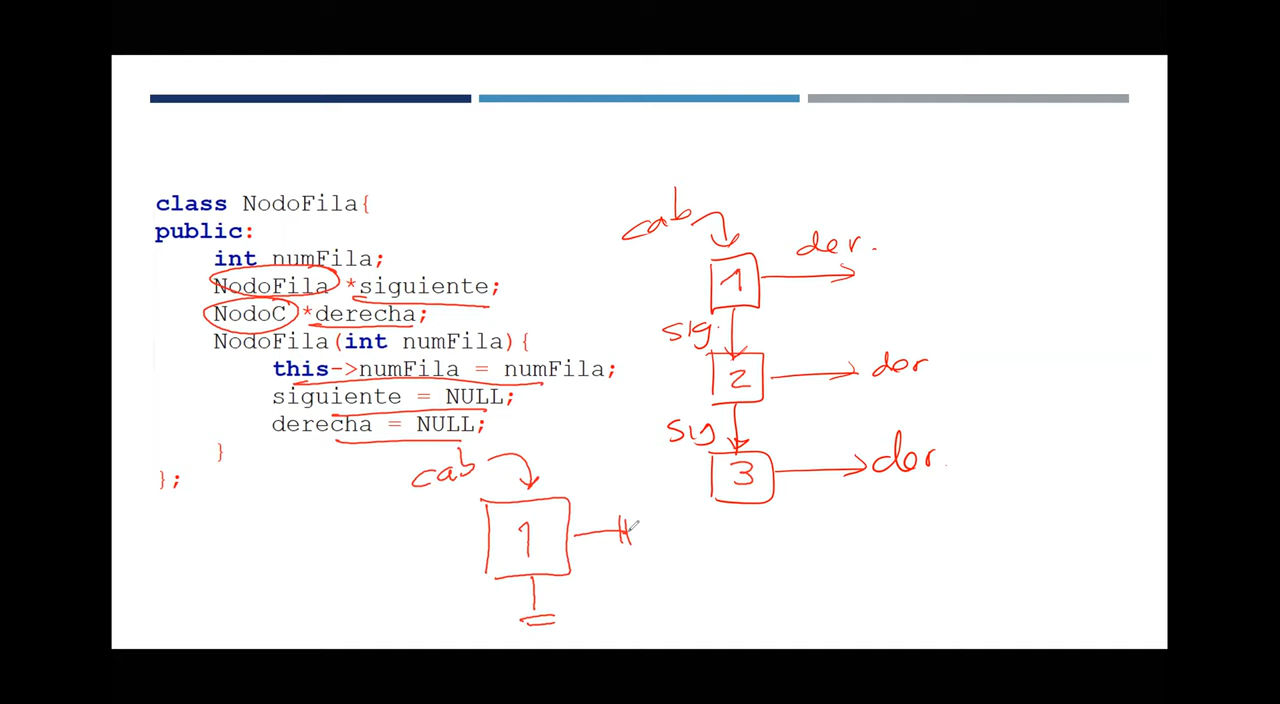 class NodoFila{
public:
int numFila;
NodoFila *siguiente;
NodoC *derecha;
NodoFila(int numFila){
this->numFila = numFila;
siguiente = NULL;
derecha = NULL;
}
};
cab
1
cab
1
der.
sig.
2
der
sig
3
der.